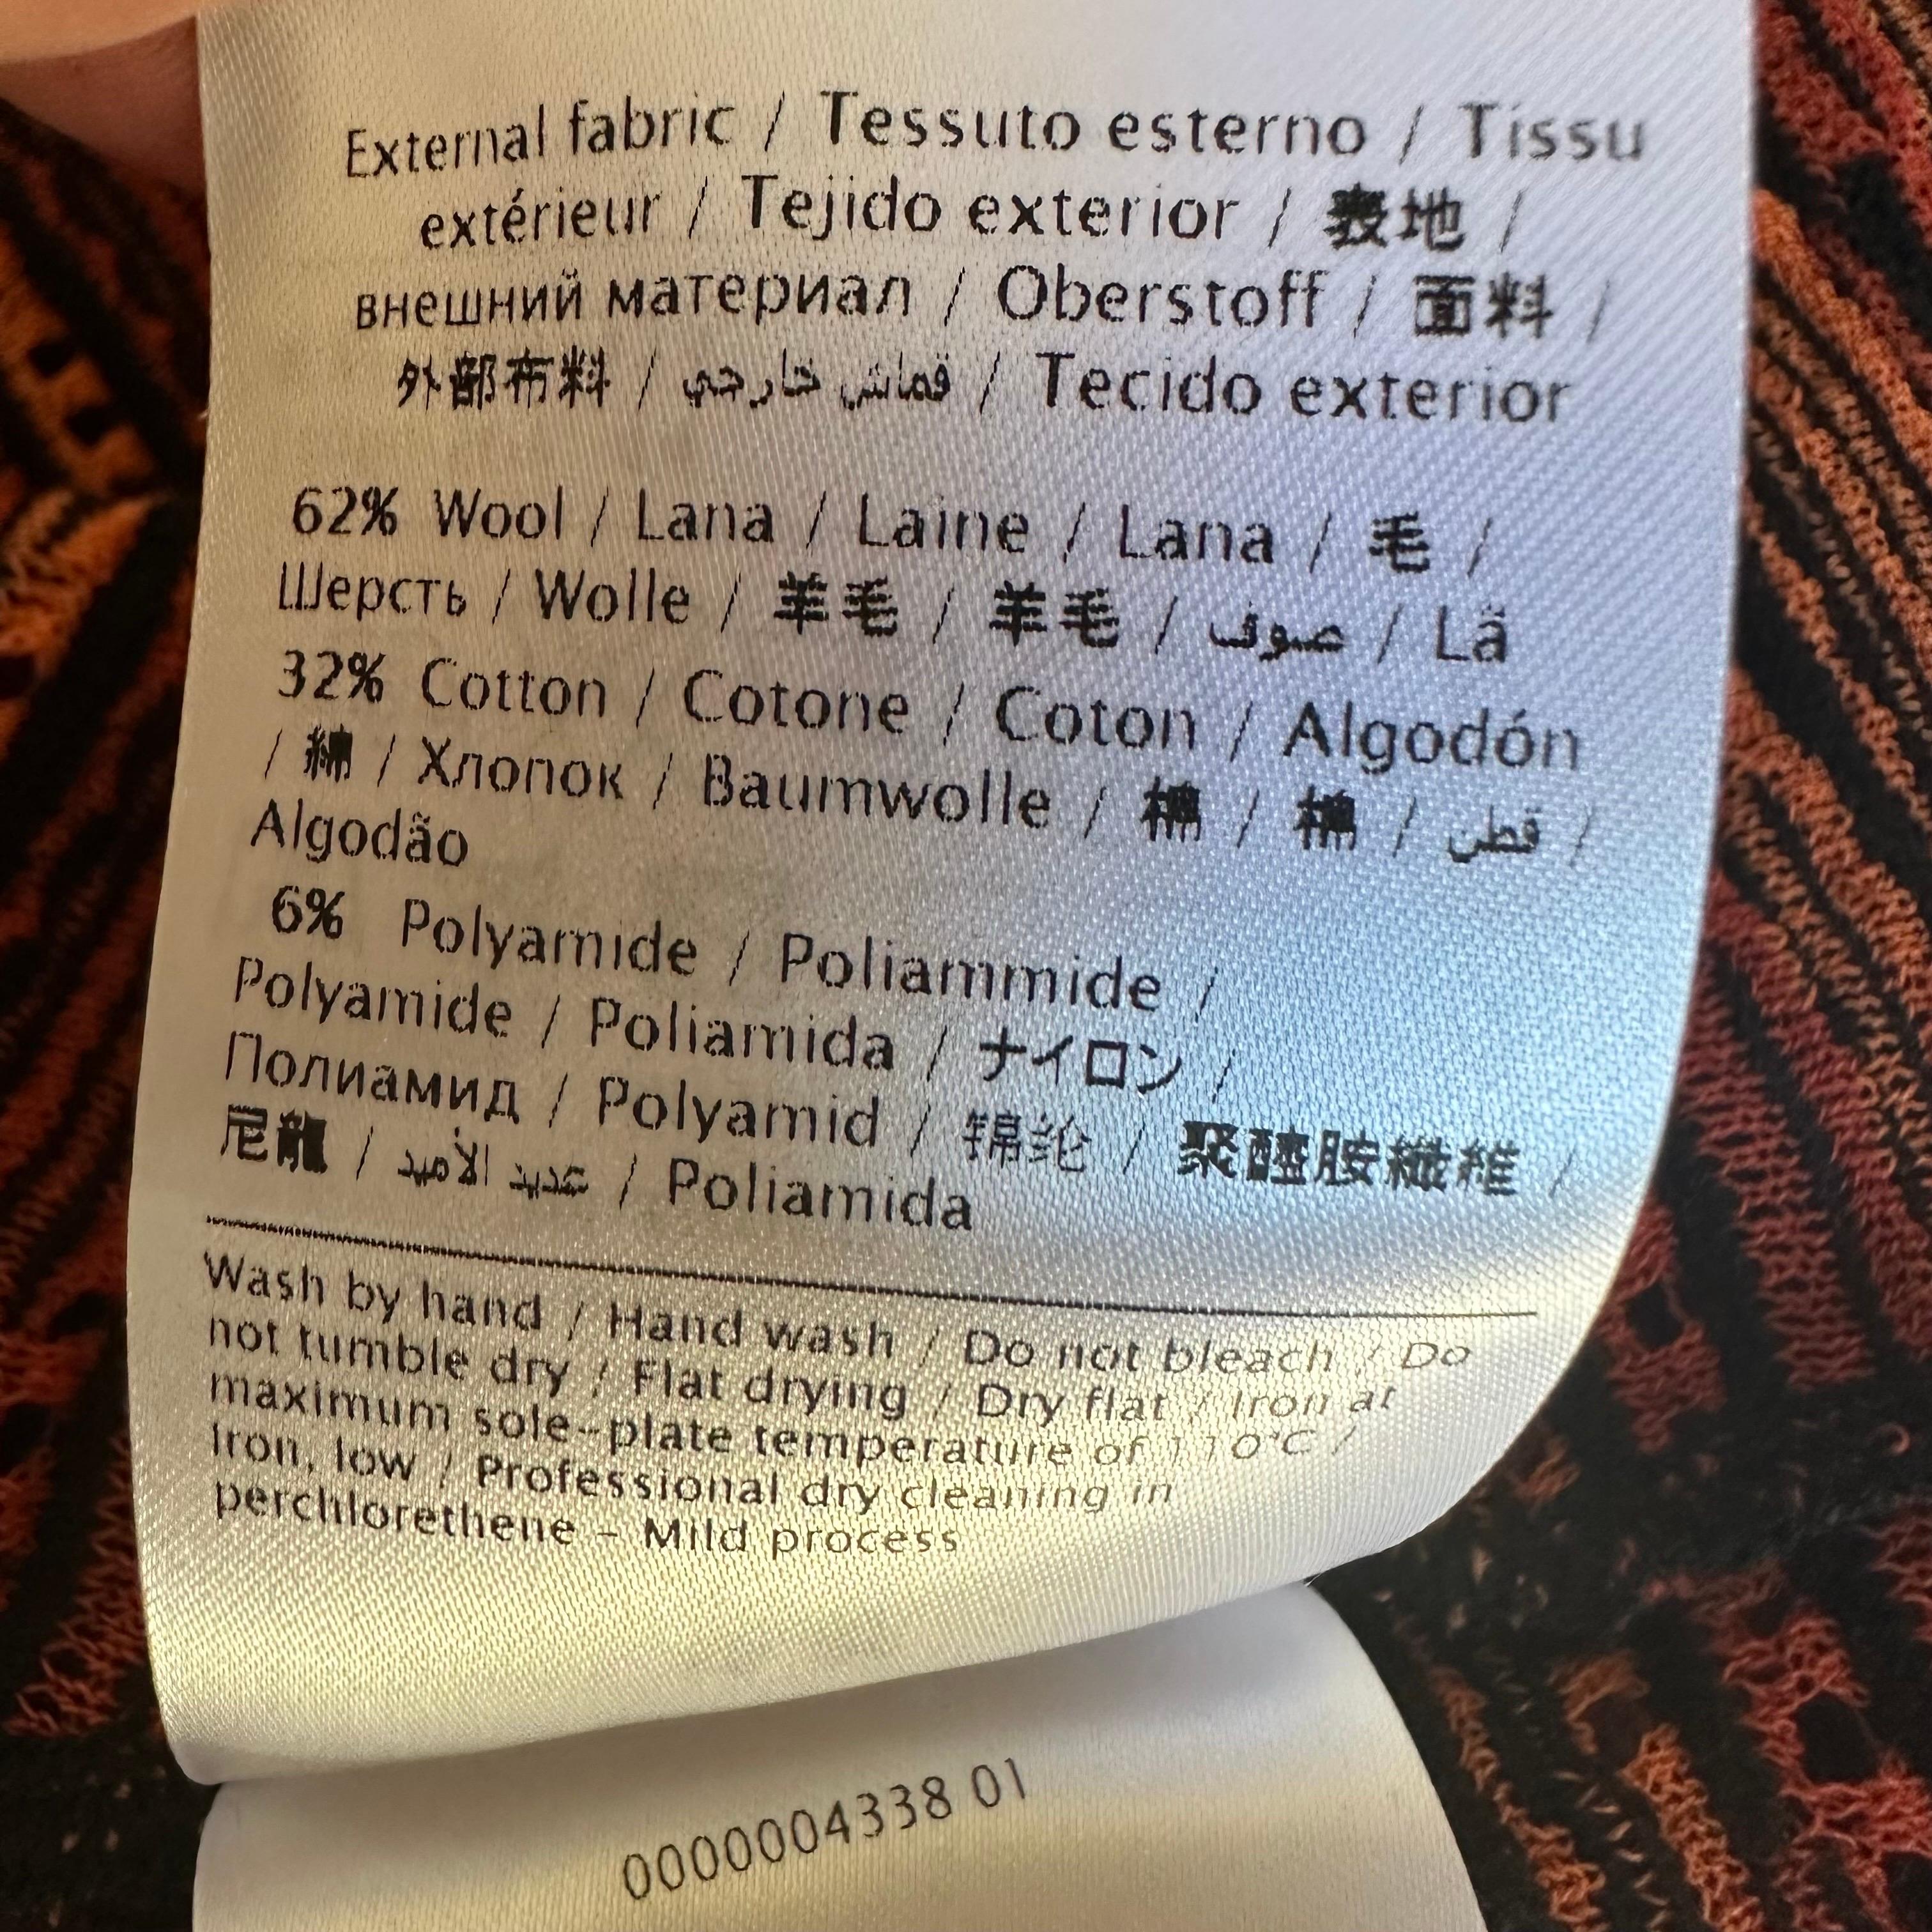 External fabric / Tessuto esterno / Tissu
extérieur / Tejido exterior / 表地 /
внешний материал / Oberstoff / 面料 /
外部布料 / قماش خارجي / Tecido exterior
62% Wool / Lana / Laine / Lana / 毛 /
Шерсть / Wolle / 羊毛 / 羊毛 / صوف / Lã
32% Cotton / Cotone / Coton / Algodón
/ 綿 / Хлопок / Baumwolle / 棉 / 棉 / قطن /
Algodão
6% Polyamide / Poliammide /
Polyamide / Poliamida / ナイロン /
Полиамид / Polyamid / 锦纶 / 聚醯胺纖維 /
尼龍 / عديد الأميد / Poliamida
Wash by hand / Hand wash / Do not bleach / Do
not tumble dry / Flat drying / Dry flat / Iron at
maximum sole-plate temperature of 110°C /
Iron, low / Professional dry cleaning in
perchlorethene - Mild process
0000004338 01